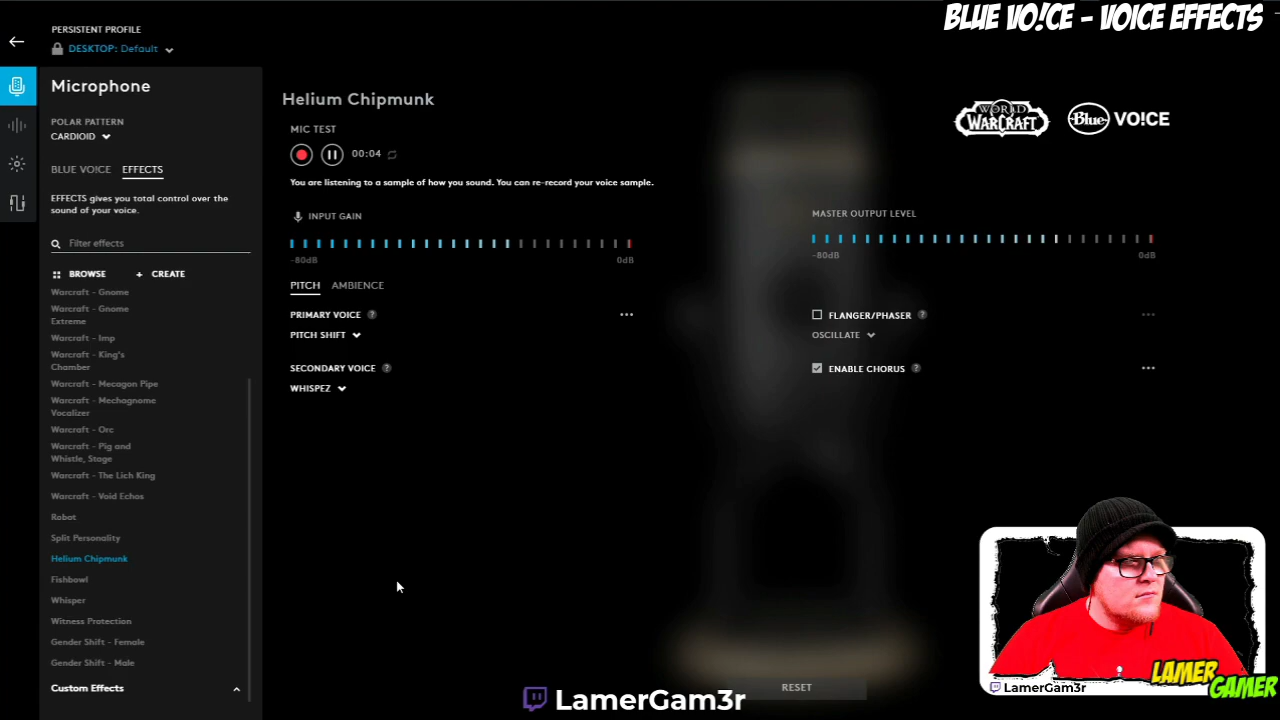 BLUE VO!CE - VOICE EFFECTS
PERSISTENT PROFILE
DESKTOP: Default
Microphone
POLAR PATTERN
CARDIOID
BLUE VO!CE EFFECTS
EFFECTS gives you total control over the
sound of your voice.
Filter effects
BROWSE + CREATE
Warcraft - Gnome
Warcraft - Gnome
Extreme
Warcraft - Imp
Warcraft - King's
Chamber
Warcraft - Mecagon Pipe
Warcraft - Mechagnome
Vocalizer
Warcraft - Orc
Warcraft - Pig and
Whistle, Stage
Warcraft - The Lich King
Warcraft - Void Echos
Robot
Split Personality
Helium Chipmunk
Fishbowl
Whisper
Witness Protection
Gender Shift - Female
Gender Shift - Male
Custom Effects
Helium Chipmunk
MIC TEST
00:04
You are listening to a sample of how you sound. You can re-record your voice sample.
INPUT GAIN
-80dB 0dB
PITCH AMBIENCE
PRIMARY VOICE ?
PITCH SHIFT
SECONDARY VOICE ?
WHISPEZ
WORLD
WARCRAFT
Blue VO!CE
MASTER OUTPUT LEVEL
-80dB 0dB
FLANGER/PHASER ?
OSCILLATE
ENABLE CHORUS ?
RESET
LamerGam3r
LamerGam3r
LAMER
GAMER